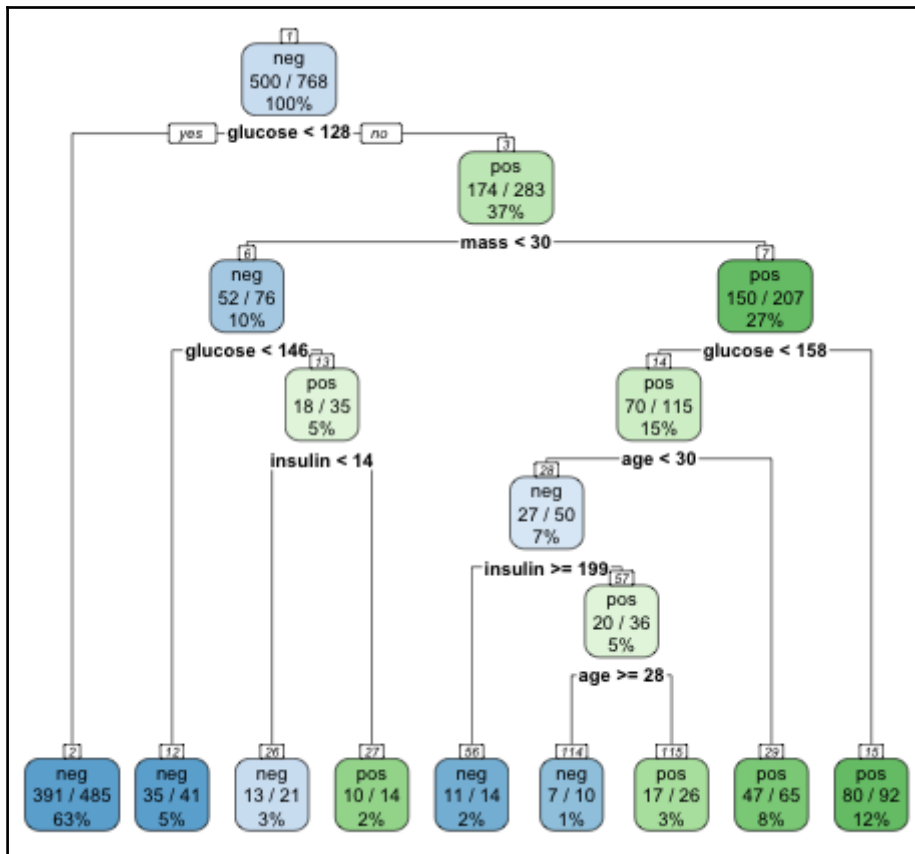 1
neg
500 / 768
100%
yes glucose < 128 no
3
pos
174 / 283
37%
mass < 30
6
neg
52 / 76
10%
7
pos
150 / 207
27%
glucose < 146
13
pos
18 / 35
5%
glucose < 158
14
pos
70 / 115
15%
insulin < 14
age < 30
28
neg
27 / 50
7%
insulin >= 199
57
pos
20 / 36
5%
age >= 28
2
neg
391 / 485
63%
12
neg
35 / 41
5%
26
neg
13 / 21
3%
27
pos
10 / 14
2%
56
neg
11 / 14
2%
114
neg
7 / 10
1%
115
pos
17 / 26
3%
29
pos
47 / 65
8%
15
pos
80 / 92
12%